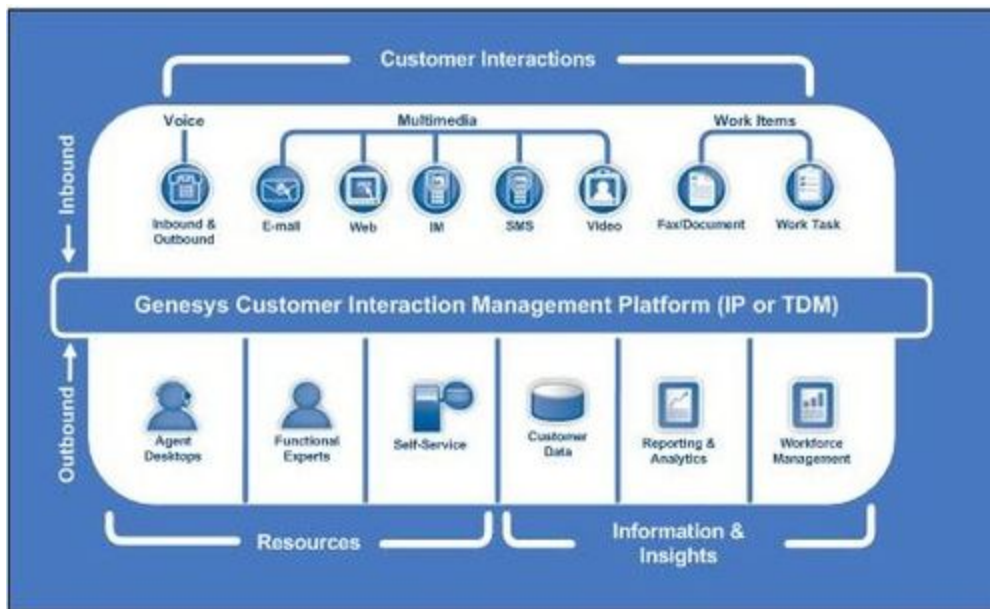 Customer Interactions
Voice
Multimedia
Work Items
Inbound
Inbound &
Outbound
E-mail
Web
IM
SMS
Video
Fax/Document
Work Task
Genesys Customer Interaction Management Platform (IP or TDM)
Outbound
Agent
Desktops
Functional
Experts
Self-Service
Customer
Data
Reporting &
Analytics
Workforce
Management
Resources
Information &
Insights